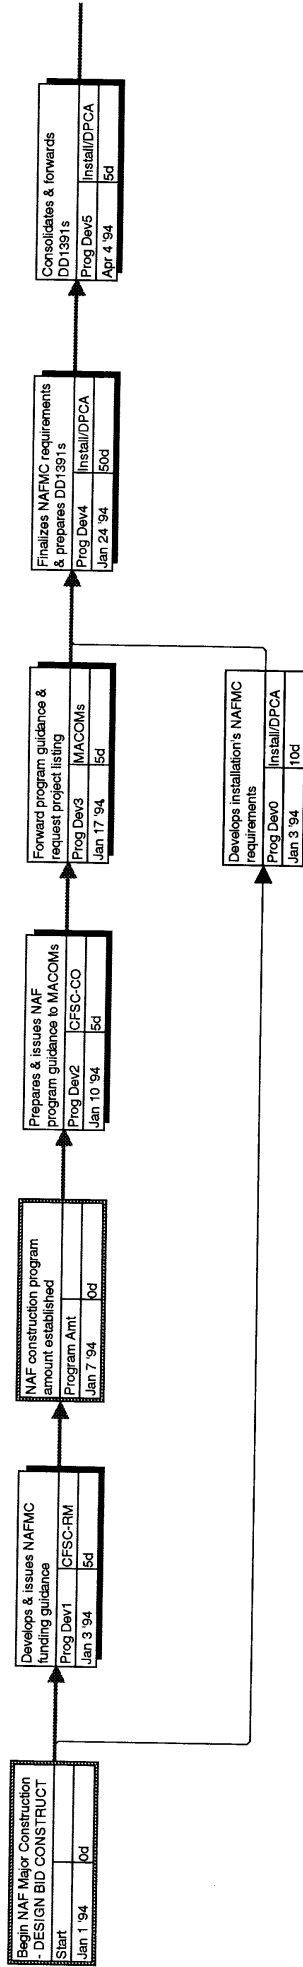 Begin NAF Major Construction
- DESIGN BID CONSTRUCT
Start
Jan 1 '94 0d
Develops & issues NAFMC
funding guidance
Prog Dev1 CFSC-RM
Jan 3 '94 5d
NAF construction program
amount established
Program Amt
Jan 7 '94 0d
Prepares & issues NAF
program guidance to MACOMs
Prog Dev2 CFSC-CO
Jan 10 '94 5d
Forward program guidance &
request project listing
Prog Dev3 MACOMs
Jan 17 '94 5d
Develops installation's NAFMC
requirements
Prog Dev0 Install/DPCA
Jan 3 '94 10d
Finalizes NAFMC requirements
& prepares DD1391s
Prog Dev4 Install/DPCA
Jan 24 '94 50d
Consolidates & forwards
DD1391s
Prog Dev5 Install/DPCA
Apr 4 '94 5d